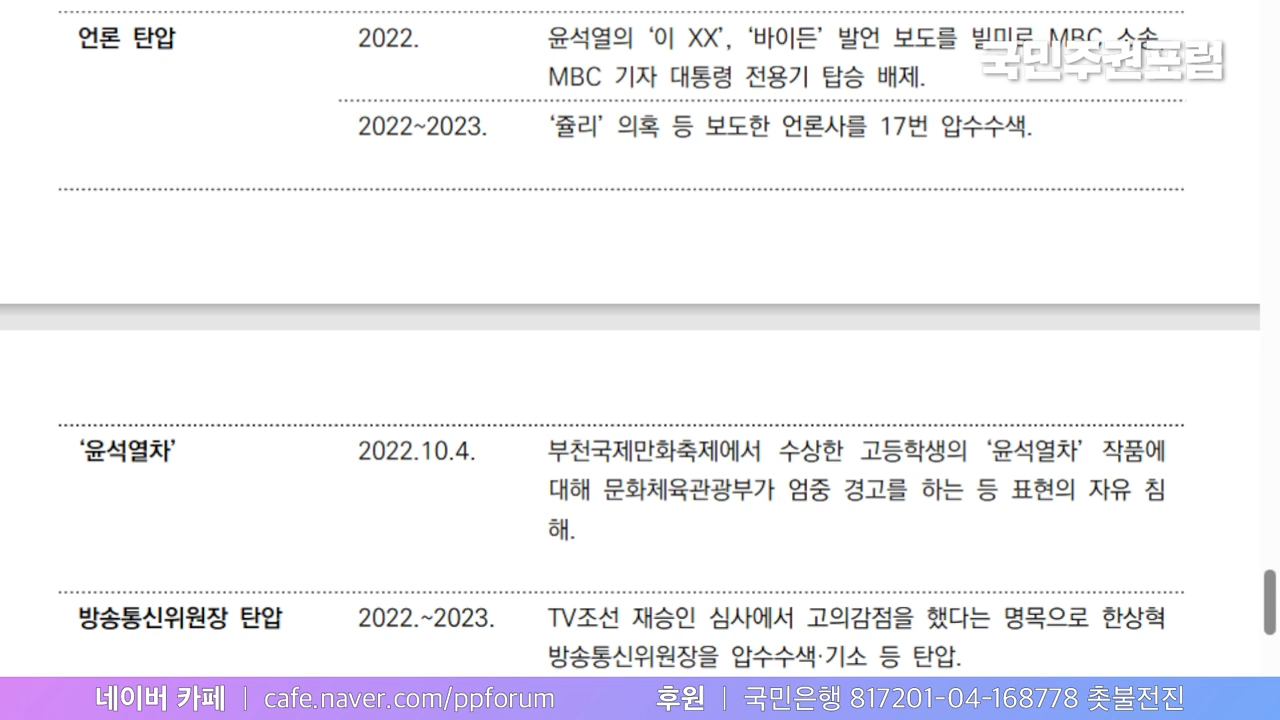 언론 탄압 2022. 윤석열의 ‘이 XX’, ‘바이든’ 발언 보도를 빌미로 MBC 소송,
국민주권포럼
MBC 기자 대통령 전용기 탑승 배제.
2022~2023. ‘쥴리’ 의혹 등 보도한 언론사를 17번 압수수색.
‘윤석열차’ 2022.10.4. 부천국제만화축제에서 수상한 고등학생의 ‘윤석열차’ 작품에
대해 문화체육관광부가 엄중 경고를 하는 등 표현의 자유 침
해.
방송통신위원장 탄압 2022.~2023. TV조선 재승인 심사에서 고의감점을 했다는 명목으로 한상혁
방송통신위원장을 압수수색·기소 등 탄압.
네이버 카페 | cafe.naver.com/ppforum 후원 | 국민은행 817201-04-168778 촛불전진